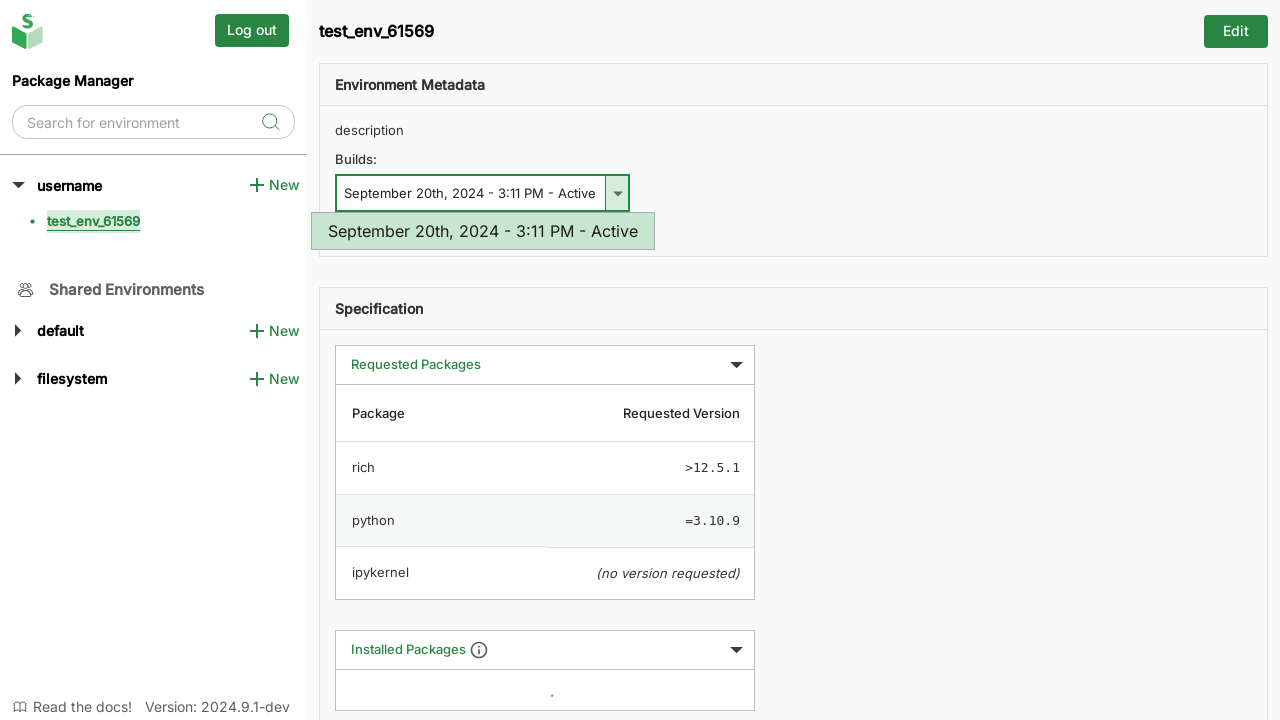 Log out
Package Manager
Search for environment
username
New
• test_env_61569
Shared Environments
default
New
filesystem
New
Read the docs!
Version: 2024.9.1-dev
test_env_61569
Edit
Environment Metadata
description
Builds:
September 20th, 2024 - 3:11 PM - Active
September 20th, 2024 - 3:11 PM - Active
Specification
Requested Packages
Package Requested Version
rich >12.5.1
python =3.10.9
ipykernel (no version requested)
Installed Packages